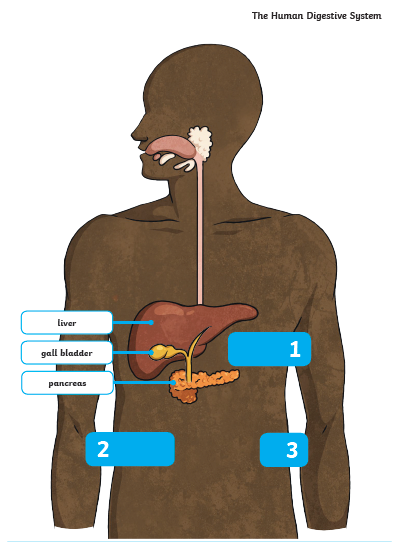 The Human Digestive System
liver
gall bladder
pancreas
1
2
3